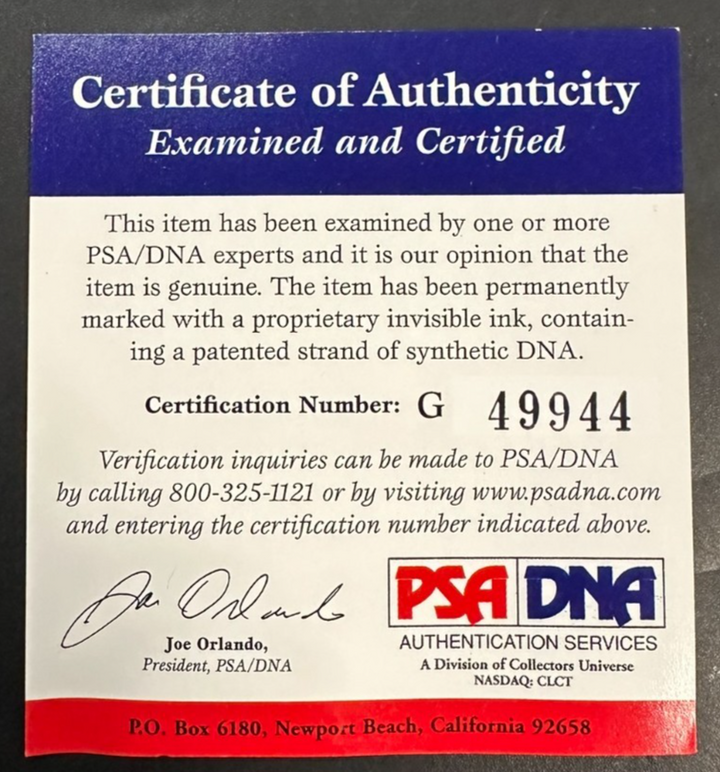 Certificate of Authenticity
Examined and Certified
This item has been examined by one or more
PSA/DNA experts and it is our opinion that the
item is genuine. The item has been permanently
marked with a proprietary invisible ink, contain-
ing a patented strand of synthetic DNA.
Certification Number: G 49944
Verification inquiries can be made to PSA/DNA
by calling 800-325-1121 or by visiting www.psadna.com
and entering the certification number indicated above.
Joe Orlando
Joe Orlando,
President, PSA/DNA
PSA DNA
AUTHENTICATION SERVICES
A Division of Collectors Universe
NASDAQ: CLCT
P.O. Box 6180, Newport Beach, California 92658